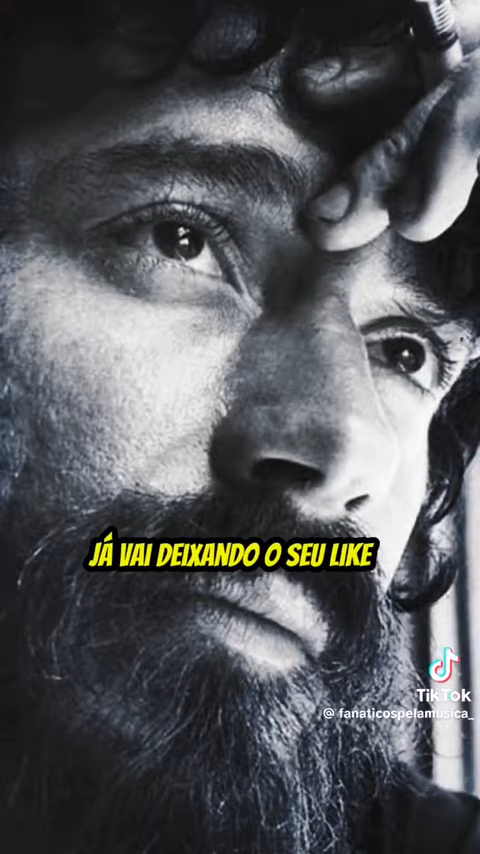 JÁ VAI DEIXANDO O SEU LIKE
TikTok
@ fanaticospelamusica_